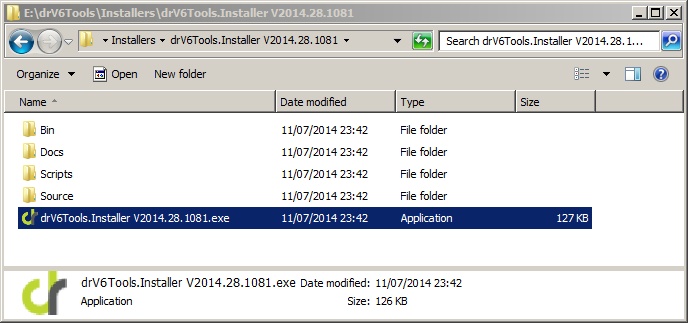 E:\drV6Tools\Installers\drV6Tools.Installer V2014.28.1081
Installers drV6Tools.Installer V2014.28.1081 Search drV6Tools.Installer V2014.28.1...
Organize Open New folder
Name Date modified Type Size
Bin 11/07/2014 23:42 File folder
Docs 11/07/2014 23:42 File folder
Scripts 11/07/2014 23:42 File folder
Source 11/07/2014 23:42 File folder
drV6Tools.Installer V2014.28.1081.exe 11/07/2014 23:42 Application 127 KB
drV6Tools.Installer V2014.28.1081.exe Date modified: 11/07/2014 23:42
Application Size: 126 KB